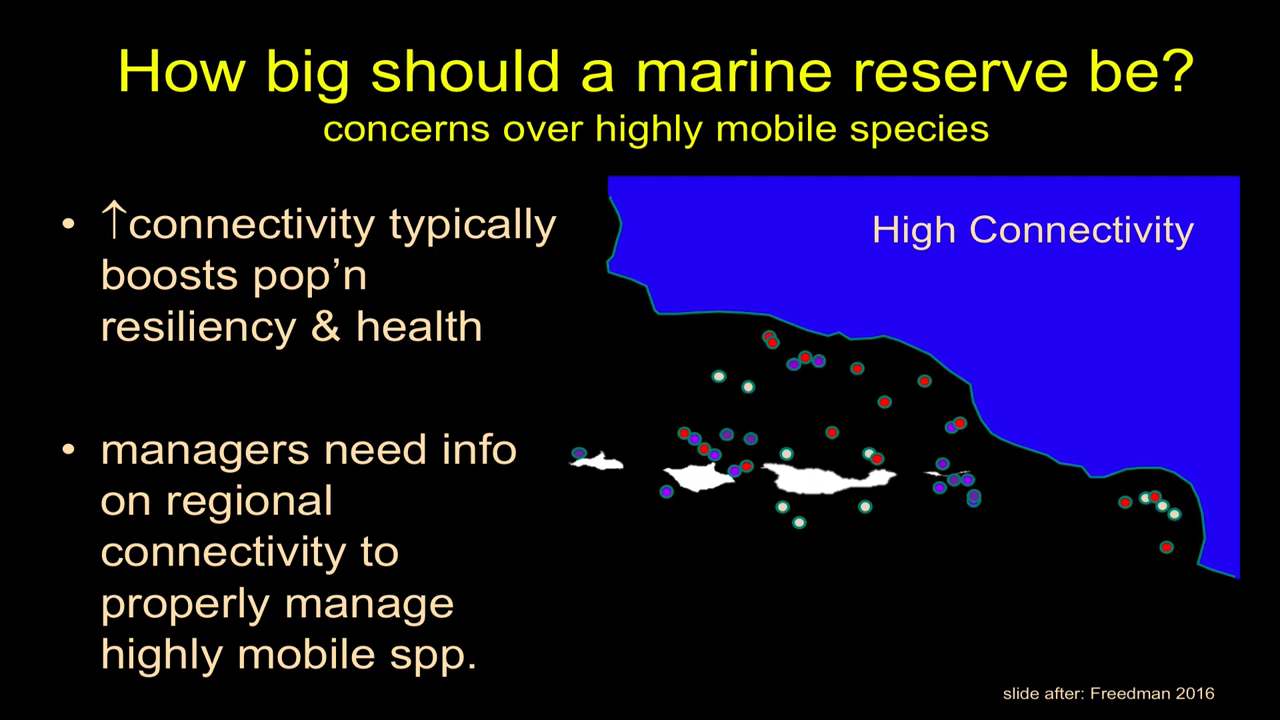 How big should a marine reserve be?
concerns over highly mobile species
• ↑connectivity typically
boosts pop’n
resiliency & health
• managers need info
on regional
connectivity to
properly manage
highly mobile spp.
High Connectivity
slide after: Freedman 2016